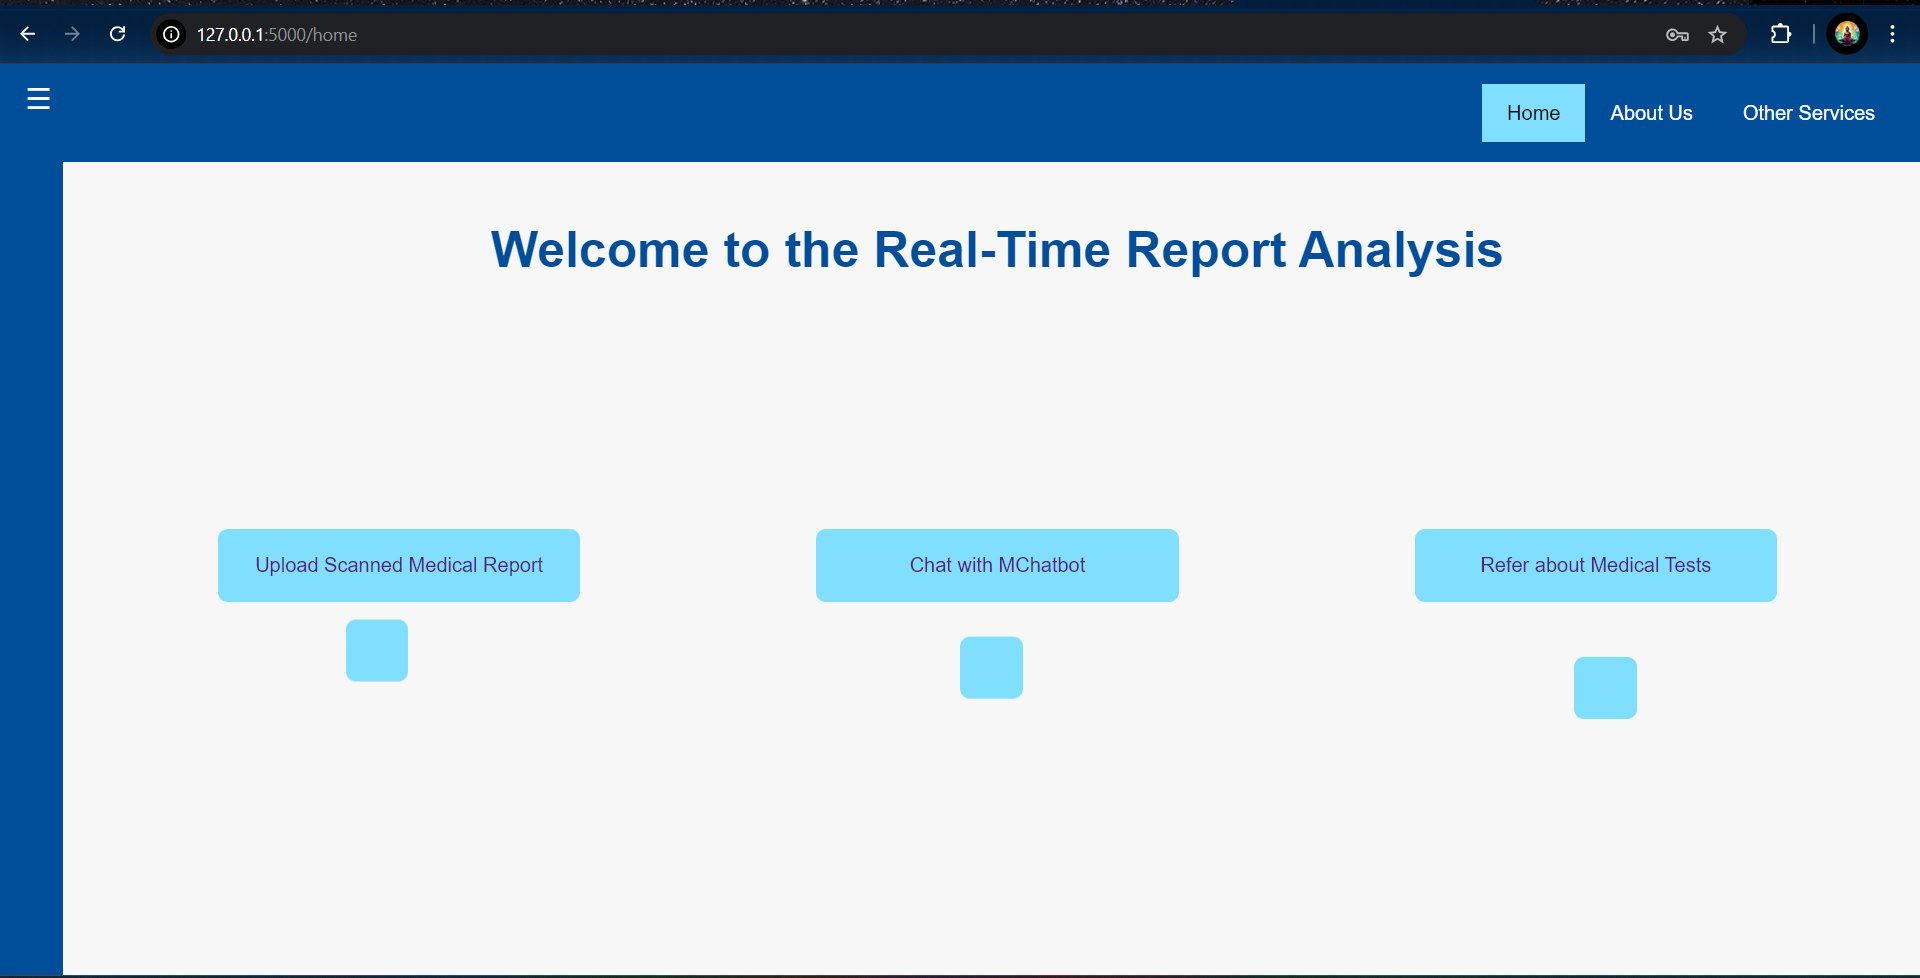 127.0.0.1:5000/home
Home About Us Other Services
Welcome to the Real-Time Report Analysis
Upload Scanned Medical Report
Chat with MChatbot
Refer about Medical Tests